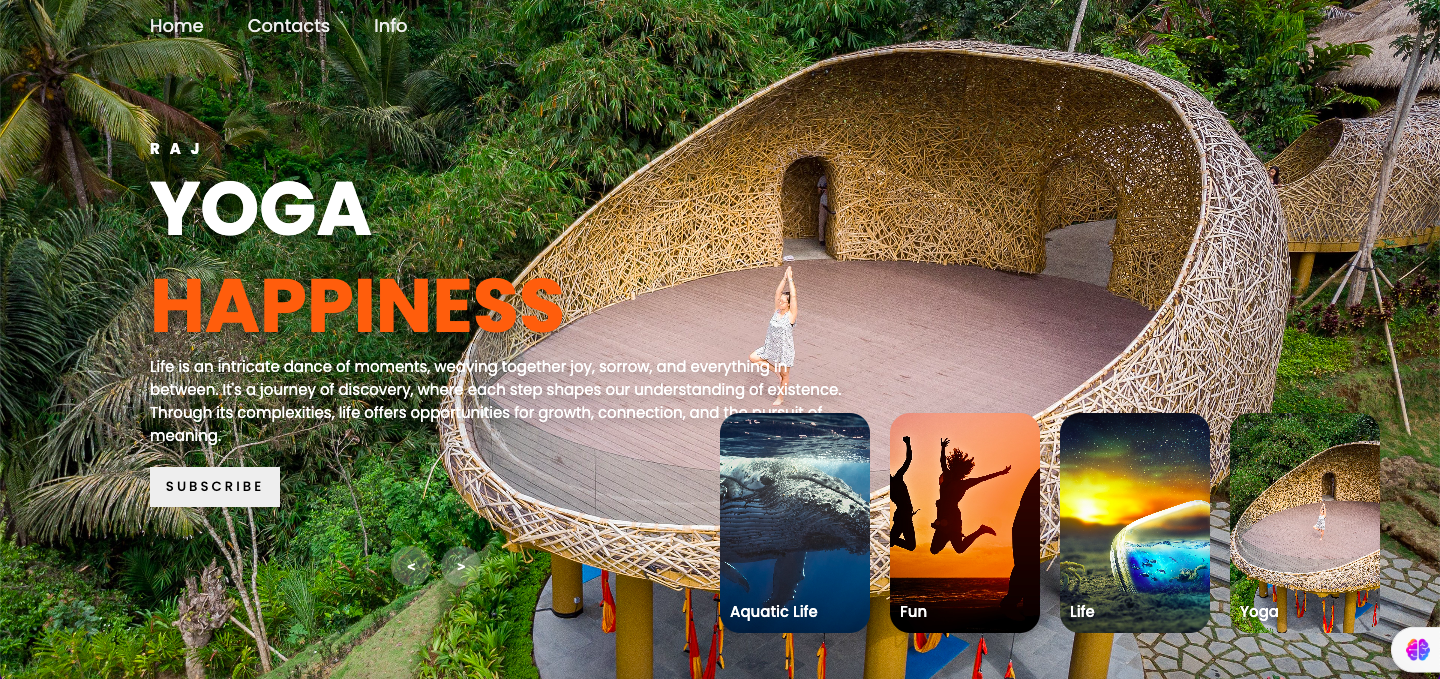 Home Contacts Info
RAJ
YOGA
HAPPINESS
Life is an intricate dance of moments, weaving together joy, sorrow, and everything in
between. It's a journey of discovery, where each step shapes our understanding of existence.
Through its complexities, life offers opportunities for growth, connection, and the pursuit of
meaning.
SUBSCRIBE
< >
Aquatic Life
Fun
Life
Yoga